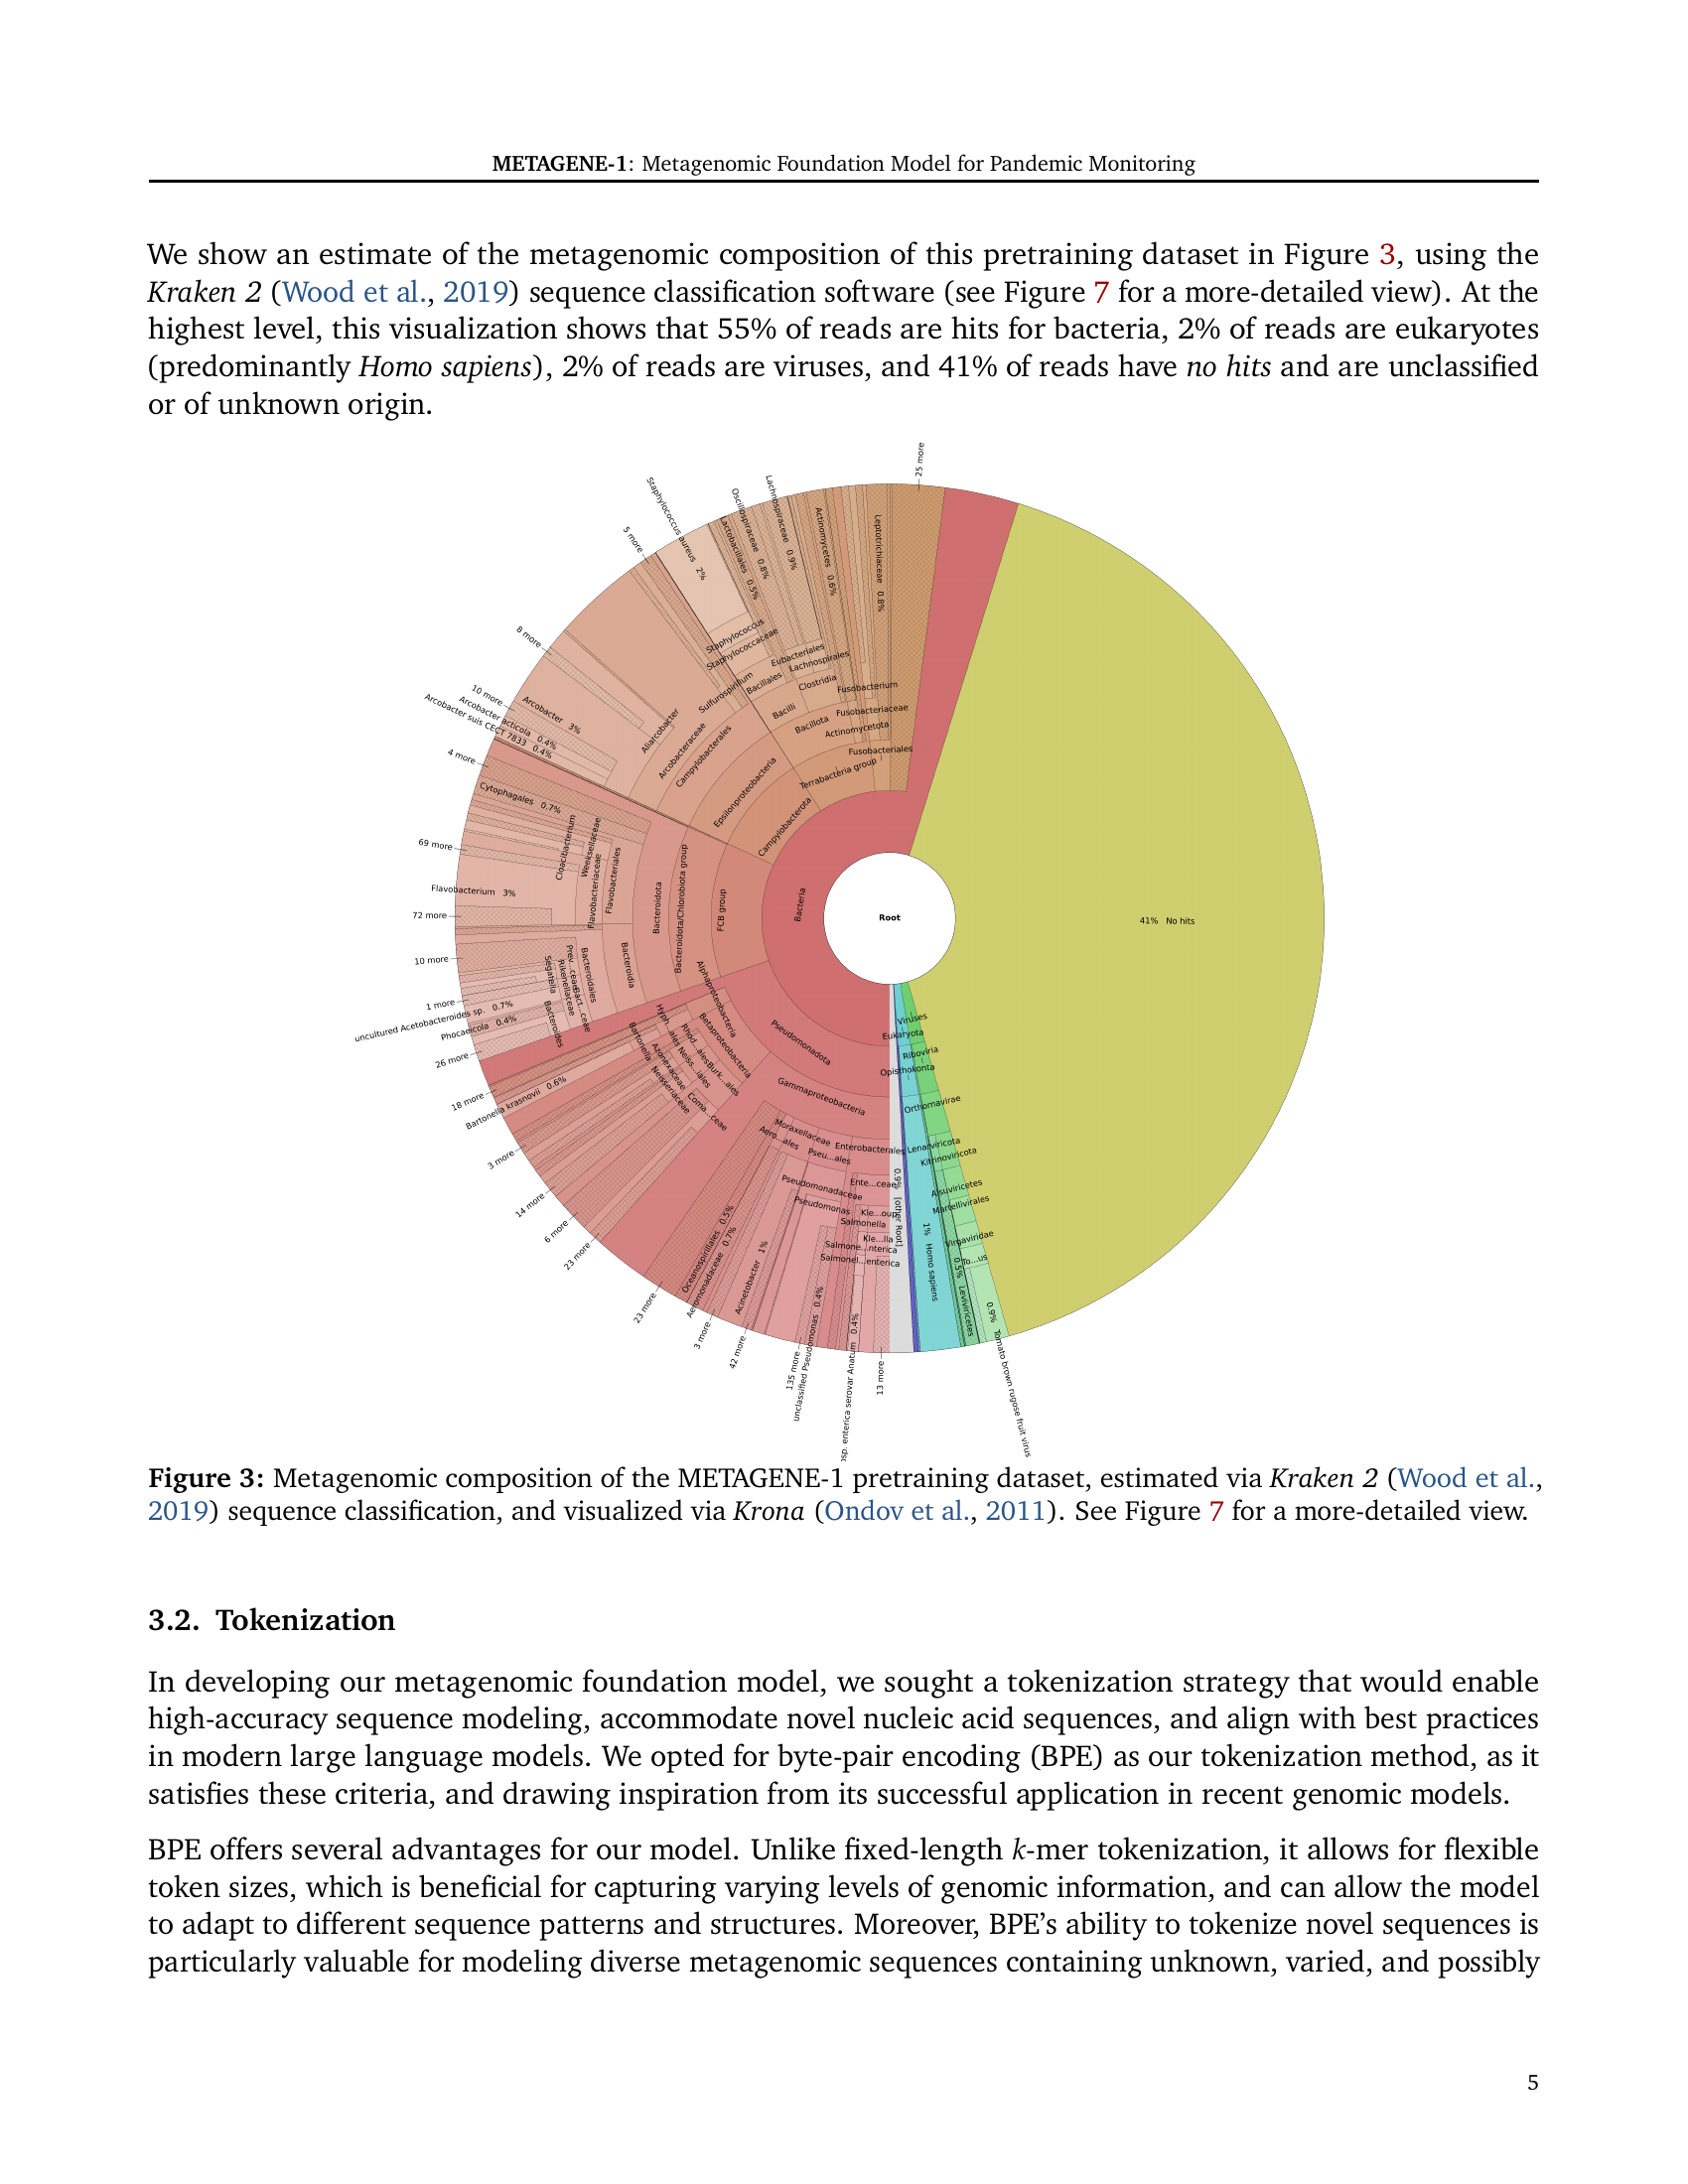 METAGENE-1: Metagenomic Foundation Model for Pandemic Monitoring
We show an estimate of the metagenomic composition of this pretraining dataset in Figure 3, using the
Kraken 2 (Wood et al., 2019) sequence classification software (see Figure 7 for a more-detailed view). At the
highest level, this visualization shows that 55% of reads are hits for bacteria, 2% of reads are eukaryotes
(predominantly Homo sapiens), 2% of reads are viruses, and 41% of reads have no hits and are unclassified
or of unknown origin.
25 more
Lachnospiraceae 0.9%
Oscillospiraceae 0.8%
Staphylococcus aureus 2%
Lactobacillales 0.5%
Actinomycetes 0.6%
Leptotrichiaceae 0.8%
5 more
8 more
Staphylococcus
Staphylococcaceae
Eubacteriales
Lachnospirales
Sulfurospirillum
Bacillales
Clostridia
Fusobacterium
10 more
Arcobacter 3%
Arcobacter acticola 0.4%
Arcobacter suis CECT 7833 0.4%
Aliarcobacter
Arcobacteraceae
Campylobacterales
Bacilli
Bacillota
Fusobacteriaceae
Actinomycetota
Fusobacteriales
Terrabacteria group
Epsilonproteobacteria
Campylobacterota
4 more
Cytophagales 0.7%
69 more
Cloacibacterium
Weeksellaceae
Flavobacteriaceae
Flavobacteriales
Flavobacterium 3%
72 more
Bacteroidota
Bacteroidota/Chlorobiota group
FCB group
Bacteria
Root
41% No hits
10 more
Prev...ceae
Segatella
Rikenellaceae
Bact...ceae
Bacteroidales
Bacteroidia
Bacteroides
1 more
uncultured Acetobacteroides sp. 0.7%
Phocaeicola 0.4%
26 more
Alphaproteobacteria
Betaproteobacteria
Pseudomonadota
Gammaproteobacteria
Hyph...ales
Rhod...ales
Burk...ales
Neiss...iales
Bartonella
Azonexaceae
Neisseriaceae
Coma...ceae
18 more
Bartonella krasnovii 0.6%
3 more
14 more
6 more
23 more
23 more
Viruses
Eukaryota
Riboviria
Opisthokonta
Orthornavirae
Lenarviricota
Kitrinoviricota
Alsuviricetes
Martellivirales
Virgaviridae
To...us
Moraxellaceae
Aero...ales
Pseu...ales
Enterobacterales
Pseudomonadaceae
Pseudomonas
Ente...ceae
Kle...oup
Salmonella
Kle...lla
Salmone...nterica
Salmonel...enterica
0.9% [other Root]
1% Homo sapiens
0.5% Leviviricetes
0.9% Tomato brown rugose fruit virus
Oceanospirillales 0.5%
Aeromonadaceae 0.7%
Acinetobacter 1%
3 more
42 more
135 more
unclassified Pseudomonas 0.4%
sp. enterica serovar Anatum 0.4%
13 more
Figure 3: Metagenomic composition of the METAGENE-1 pretraining dataset, estimated via Kraken 2 (Wood et al.,
2019) sequence classification, and visualized via Krona (Ondov et al., 2011). See Figure 7 for a more-detailed view.
3.2. Tokenization
In developing our metagenomic foundation model, we sought a tokenization strategy that would enable
high-accuracy sequence modeling, accommodate novel nucleic acid sequences, and align with best practices
in modern large language models. We opted for byte-pair encoding (BPE) as our tokenization method, as it
satisfies these criteria, and drawing inspiration from its successful application in recent genomic models.
BPE offers several advantages for our model. Unlike fixed-length k-mer tokenization, it allows for flexible
token sizes, which is beneficial for capturing varying levels of genomic information, and can allow the model
to adapt to different sequence patterns and structures. Moreover, BPE's ability to tokenize novel sequences is
particularly valuable for modeling diverse metagenomic sequences containing unknown, varied, and possibly
5